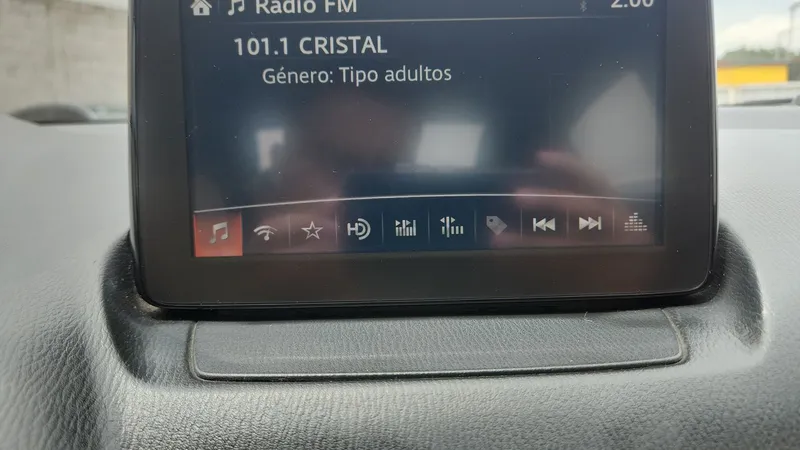 Radio FM
2:00
101.1 CRISTAL
Género: Tipo adultos
HD